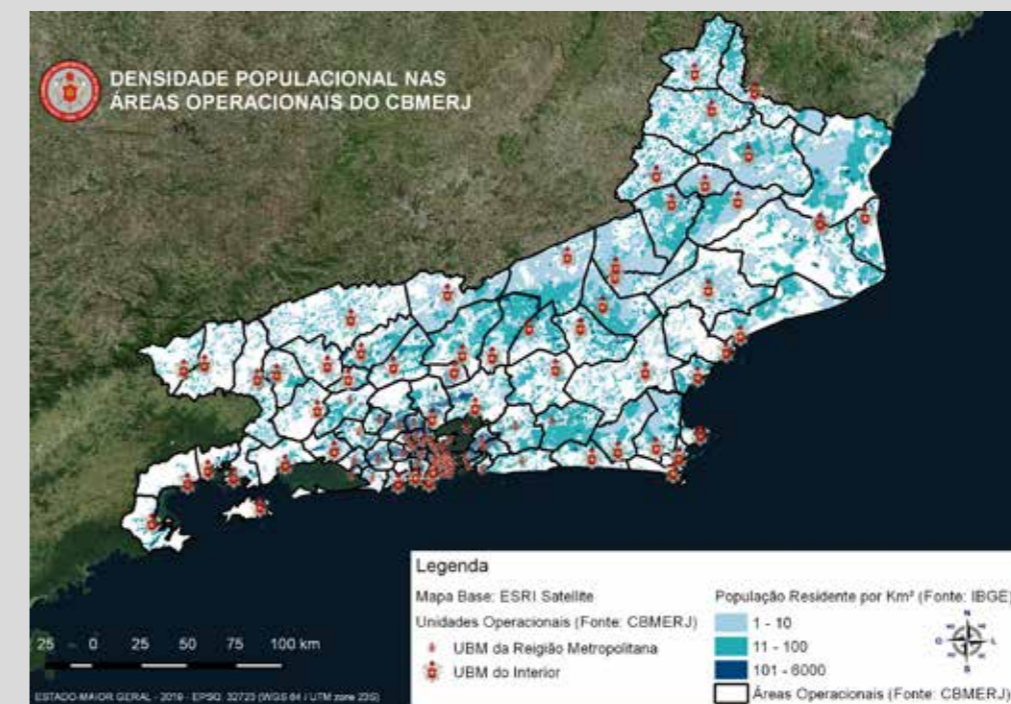 DENSIDADE POPULACIONAL NAS
ÁREAS OPERACIONAIS DO CBMERJ
25 0 25 50 75 100 km
ESTADO-MAIOR GERAL - 2019 - EPSG: 32723 (WGS 84 / UTM zone 23S)
Legenda
Mapa Base: ESRI Satellite
Unidades Operacionais (Fonte: CBMERJ)
UBM da Reigião Metropolitana
UBM do Interior
População Residente por Km² (Fonte: IBGE)
1 - 10
11 - 100
101 - 6000
Áreas Operacionais (Fonte: CBMERJ)
N
O L
S